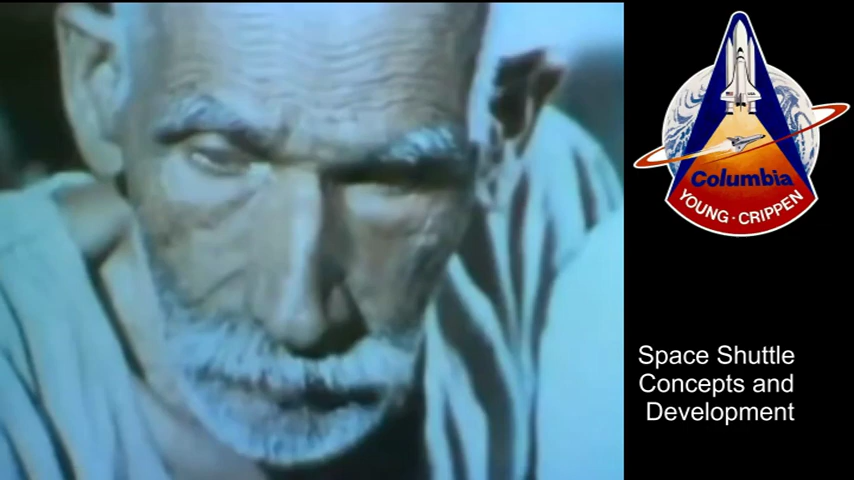 Columbia
YOUNG · CRIPPEN
Space Shuttle
Concepts and
Development